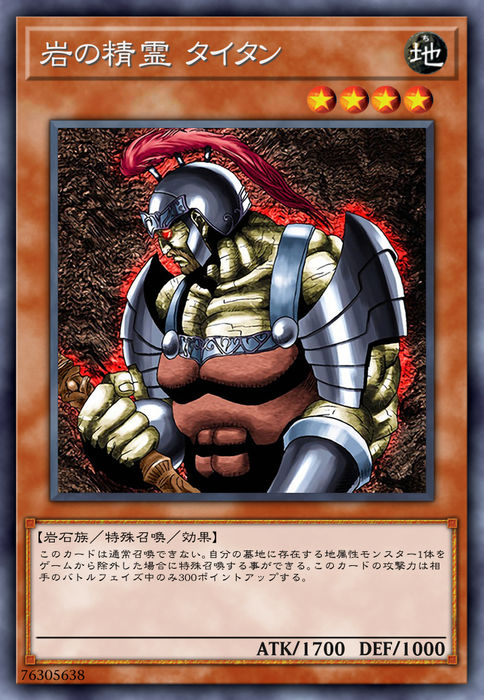 岩の精霊 タイタン
ち
地
【岩石族／特殊召喚／効果】
このカードは通常召喚できない。自分の墓地に存在する地属性モンスター1体を
ゲームから除外した場合に特殊召喚する事ができる。このカードの攻撃力は相
手のバトルフェイズ中のみ300ポイントアップする。
ATK/1700 DEF/1000
76305638